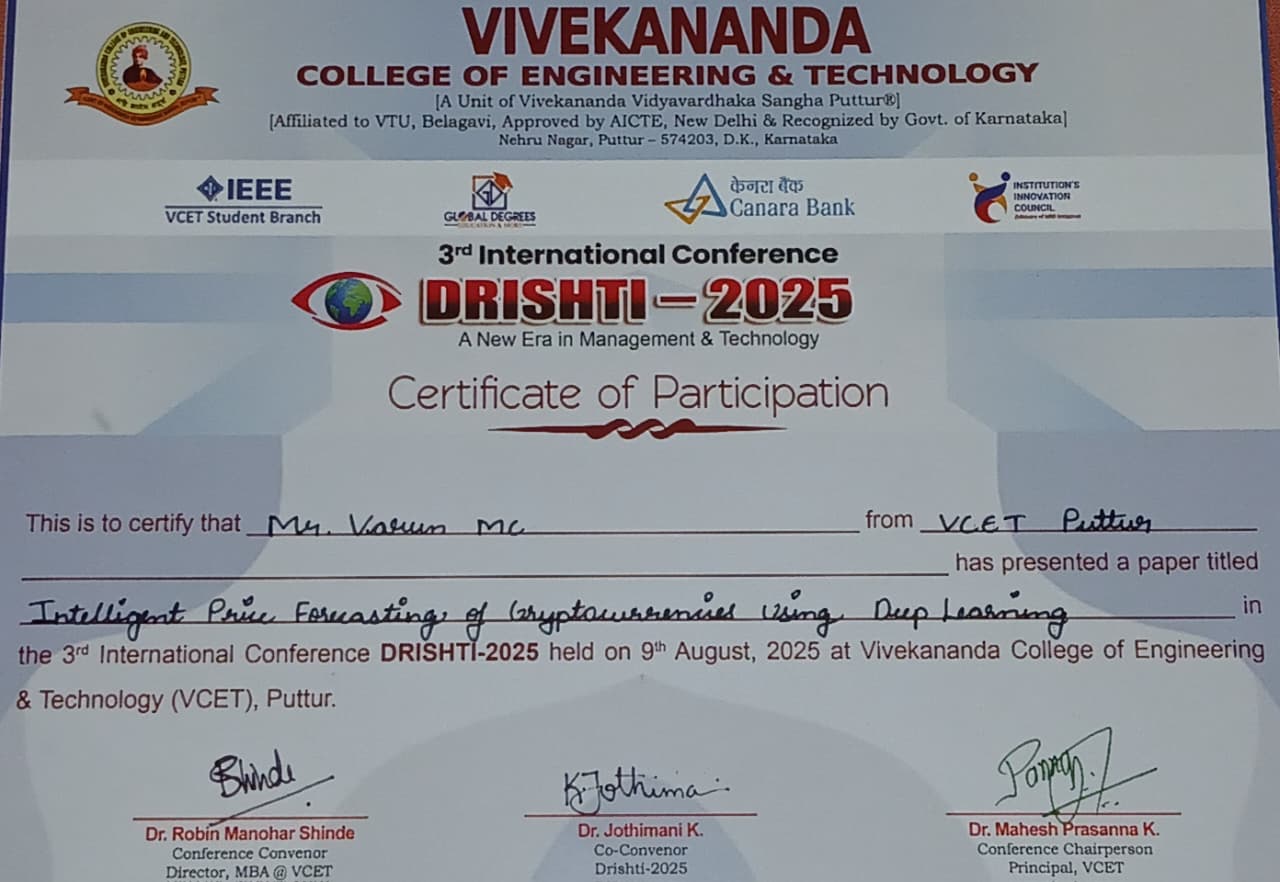 VIVEKANANDA
COLLEGE OF ENGINEERING & TECHNOLOGY
[A Unit of Vivekananda Vidyavardhaka Sangha Puttur®]
[Affiliated to VTU, Belagavi, Approved by AICTE, New Delhi & Recognized by Govt. of Karnataka]
Nehru Nagar, Puttur – 574203, D.K., Karnataka
IEEE
VCET Student Branch
GLOBAL DEGREES
EDUCATION & MORE
केनरा बैंक
Canara Bank
INSTITUTION'S
INNOVATION
COUNCIL
3rd International Conference
DRISHTI – 2025
A New Era in Management & Technology
Certificate of Participation
This is to certify that Mr. Varun MC from VCET Puttur
has presented a paper titled
Intelligent Price Forecasting of Cryptocurrencies Using Deep Learning in
the 3rd International Conference DRISHTI-2025 held on 9th August, 2025 at Vivekananda College of Engineering
& Technology (VCET), Puttur.
Shinde
K. Jothimani
Dr. Robin Manohar Shinde
Conference Convenor
Director, MBA @ VCET
Dr. Jothimani K.
Co-Convenor
Drishti-2025
Dr. Mahesh Prasanna K.
Conference Chairperson
Principal, VCET